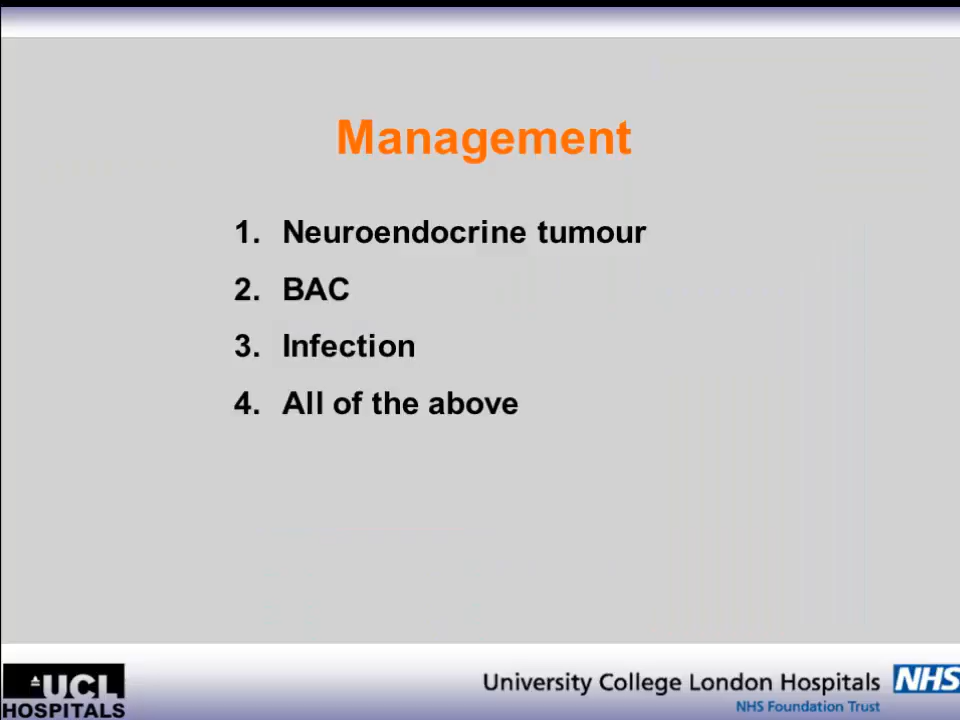 Management
1. Neuroendocrine tumour
2. BAC
3. Infection
4. All of the above
UCL
HOSPITALS
University College London Hospitals NHS
NHS Foundation Trust